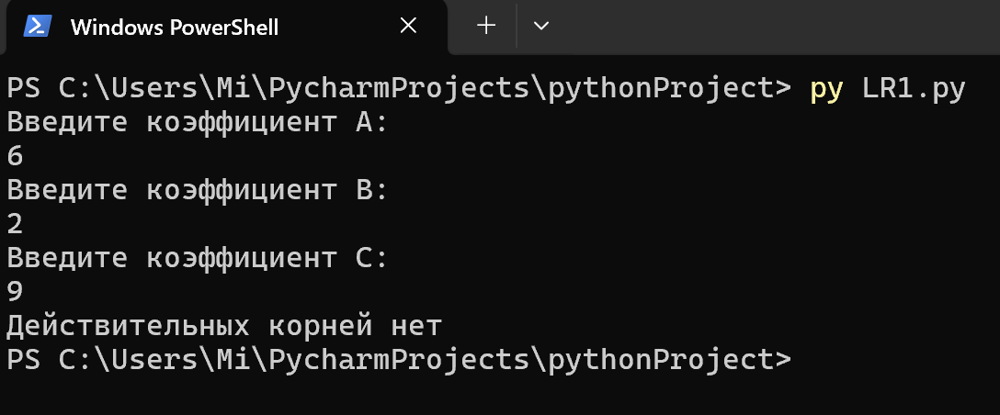 Windows PowerShell
PS C:\Users\Mi\PycharmProjects\pythonProject> py LR1.py
Введите коэффициент A:
6
Введите коэффициент B:
2
Введите коэффициент C:
9
Действительных корней нет
PS C:\Users\Mi\PycharmProjects\pythonProject>